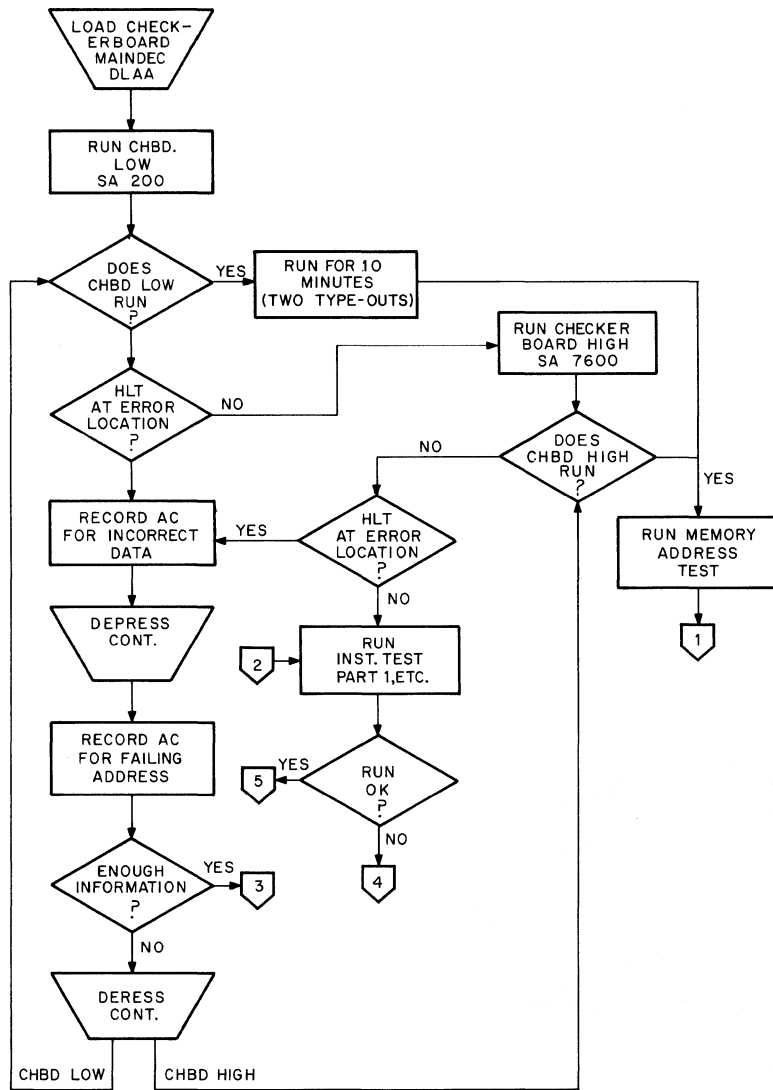 LOAD CHECK-
ERBOARD
MAINDEC
DLAA
RUN CHBD.
LOW
SA 200
DOES
CHBD LOW
RUN
?
YES
RUN FOR 10
MINUTES
(TWO TYPE-OUTS)
HLT
AT ERROR
LOCATION
?
NO
RUN CHECKER
BOARD HIGH
SA 7600
DOES
CHBD HIGH
RUN
?
NO
YES
RUN MEMORY
ADDRESS
TEST
1
HLT
AT ERROR
LOCATION
?
YES
NO
RECORD AC
FOR INCORRECT
DATA
DEPRESS
CONT.
2
RUN
INST. TEST
PART 1, ETC.
RECORD AC
FOR FAILING
ADDRESS
RUN
OK
?
YES
5
NO
4
ENOUGH
INFORMATION
?
YES
3
NO
DERESS
CONT.
CHBD LOW
CHBD HIGH